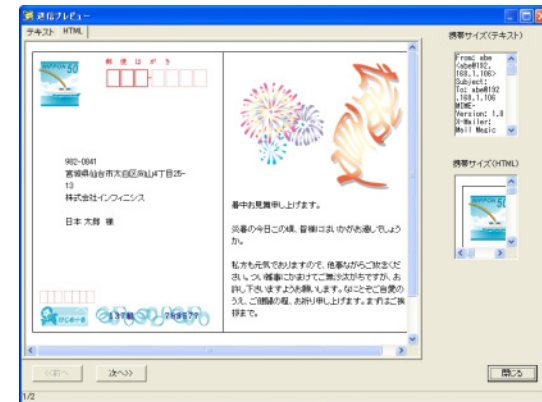 送信プレビュー
テキスト HTML
携帯サイズ(テキスト)
From: abe
<abe@192.
168.1.106>
Subject:
To: abe@192
.168.1.106
MIME-
Version: 1.0
X-Mailer:
Mail Magic
携帯サイズ(HTML)
NIPPON 50
郵便はがき
982-0841
宮城県仙台市太白区向山4丁目25-
13
株式会社インフィニシス
日本 太郎 様
暑中お見舞申し上げます。
炎暑の今日この頃、皆様にはいかがお過しでしょう
か。
私方も元気でおりますので、他事ながらご放念くだ
さい。つい雑事にかまけてご無沙汰がちですが、お
許し下さいますようお願いします。なにとぞご自愛の
うえ、ご健勝の程、お祈り申し上げます。まずはご挨
拶まで。
<<前へ
次へ>>
閉じる
1/2